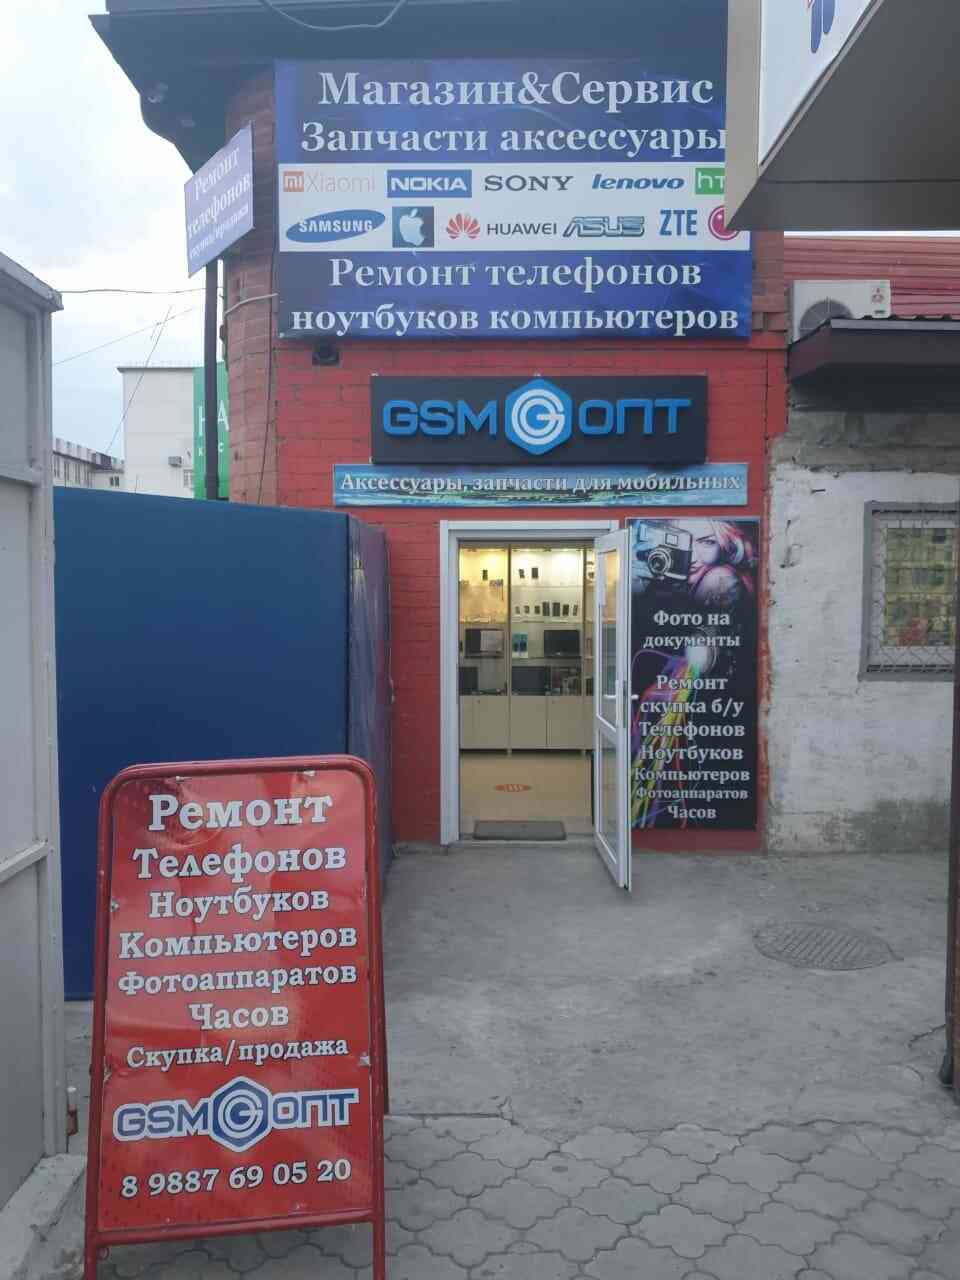 Магазин&Сервис
Запчасти аксессуары
Xiaomi NOKIA SONY lenovo
SAMSUNG HUAWEI ASUS ZTE
Ремонт телефонов
ноутбуков компьютеров
Ремонт
телефонов
скупка/продажа
GSM G ОПТ
Аксессуары, запчасти для мобильных
Фото на
документы
Ремонт
скупка б/у
Телефонов
Ноутбуков
Компьютеров
Фотоаппаратов
Часов
Ремонт
Телефонов
Ноутбуков
Компьютеров
Фотоаппаратов
Часов
Скупка/продажа
GSM G ОПТ
8 9887 69 05 20